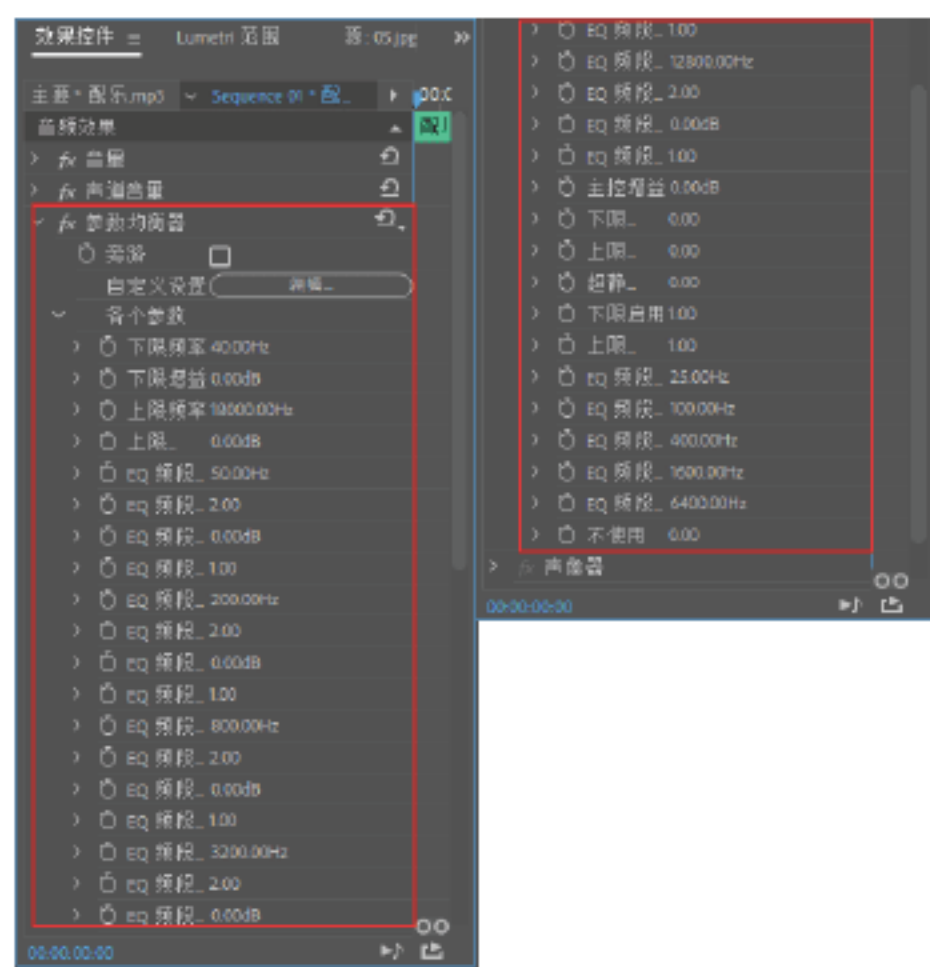 效果控件 Lumetri 范围 源:05.jpg
主要*配乐.mp3 Sequence 01*配... 00:0
音频效果
fx 音量
fx 声道音量
fx 参数均衡器
旁路
自定义设置 编辑...
各个参数
下限频率 40.00Hz
下限增益 0.00dB
上限频率 18000.00Hz
上限... 0.00dB
EQ 频段... 50.00Hz
EQ 频段... 2.00
EQ 频段... 0.00dB
EQ 频段... 1.00
EQ 频段... 200.00Hz
EQ 频段... 2.00
EQ 频段... 0.00dB
EQ 频段... 1.00
EQ 频段... 800.00Hz
EQ 频段... 2.00
EQ 频段... 0.00dB
EQ 频段... 1.00
EQ 频段... 3200.00Hz
EQ 频段... 2.00
EQ 频段... 0.00dB
00:00:00:00
EQ 频段... 1.00
EQ 频段... 12800.00Hz
EQ 频段... 2.00
EQ 频段... 0.00dB
EQ 频段... 1.00
主控增益 0.00dB
下限... 0.00
上限... 0.00
超静... 0.00
下限启用 1.00
上限... 1.00
EQ 频段... 25.00Hz
EQ 频段... 100.00Hz
EQ 频段... 400.00Hz
EQ 频段... 1600.00Hz
EQ 频段... 6400.00Hz
不使用 0.00
fx 声像器
00:00:00:00